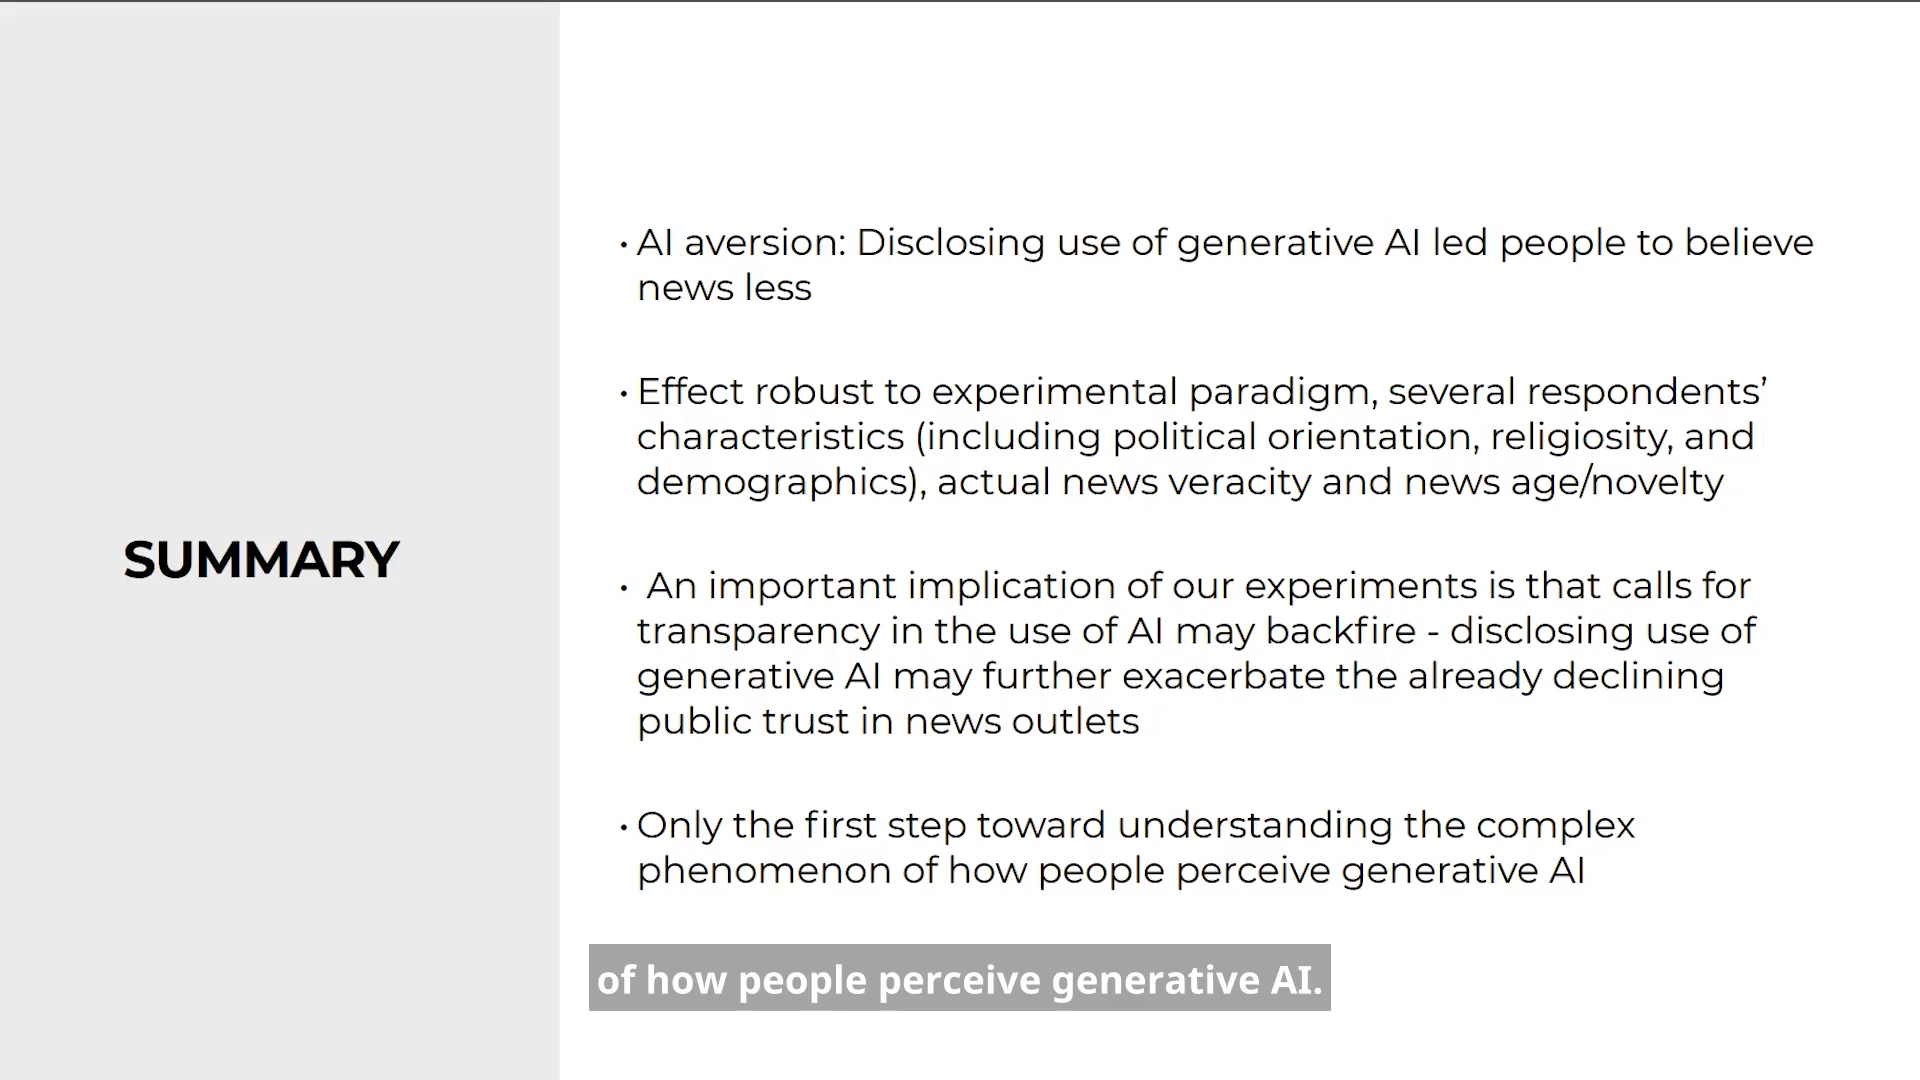 SUMMARY
• AI aversion: Disclosing use of generative AI led people to believe
news less
• Effect robust to experimental paradigm, several respondents’
characteristics (including political orientation, religiosity, and
demographics), actual news veracity and news age/novelty
• An important implication of our experiments is that calls for
transparency in the use of AI may backfire - disclosing use of
generative AI may further exacerbate the already declining
public trust in news outlets
• Only the first step toward understanding the complex
phenomenon of how people perceive generative AI
of how people perceive generative AI.